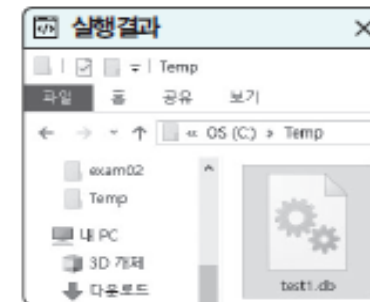 실행 결과
Temp
파일 홈 공유 보기
« OS (C:) > Temp
exam02
Temp
내 PC
3D 개체
다운로드
test1.db